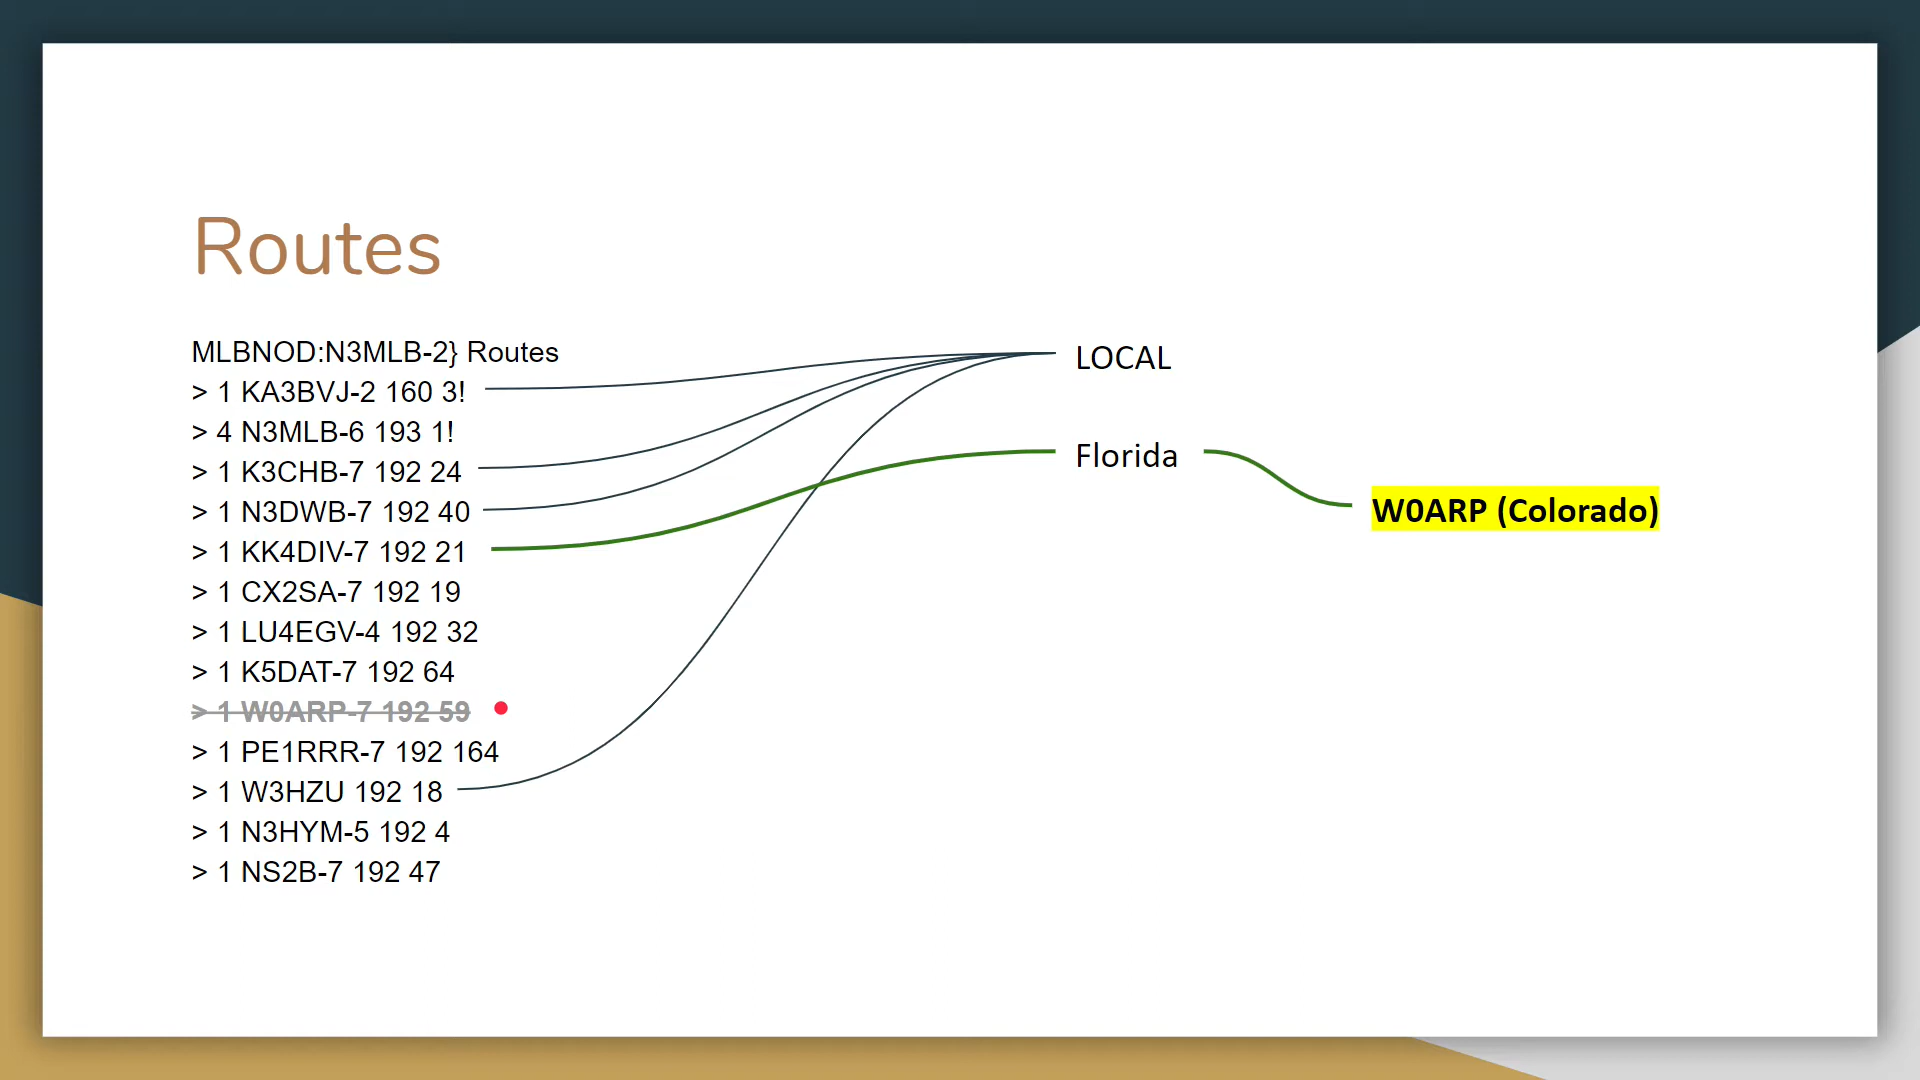 Routes
MLBNOD:N3MLB-2} Routes
> 1 KA3BVJ-2 160 3!
> 4 N3MLB-6 193 1!
> 1 K3CHB-7 192 24
> 1 N3DWB-7 192 40
> 1 KK4DIV-7 192 21
> 1 CX2SA-7 192 19
> 1 LU4EGV-4 192 32
> 1 K5DAT-7 192 64
> 1 W0ARP-7 192 59
> 1 PE1RRR-7 192 164
> 1 W3HZU 192 18
> 1 N3HYM-5 192 4
> 1 NS2B-7 192 47
LOCAL
Florida
W0ARP (Colorado)